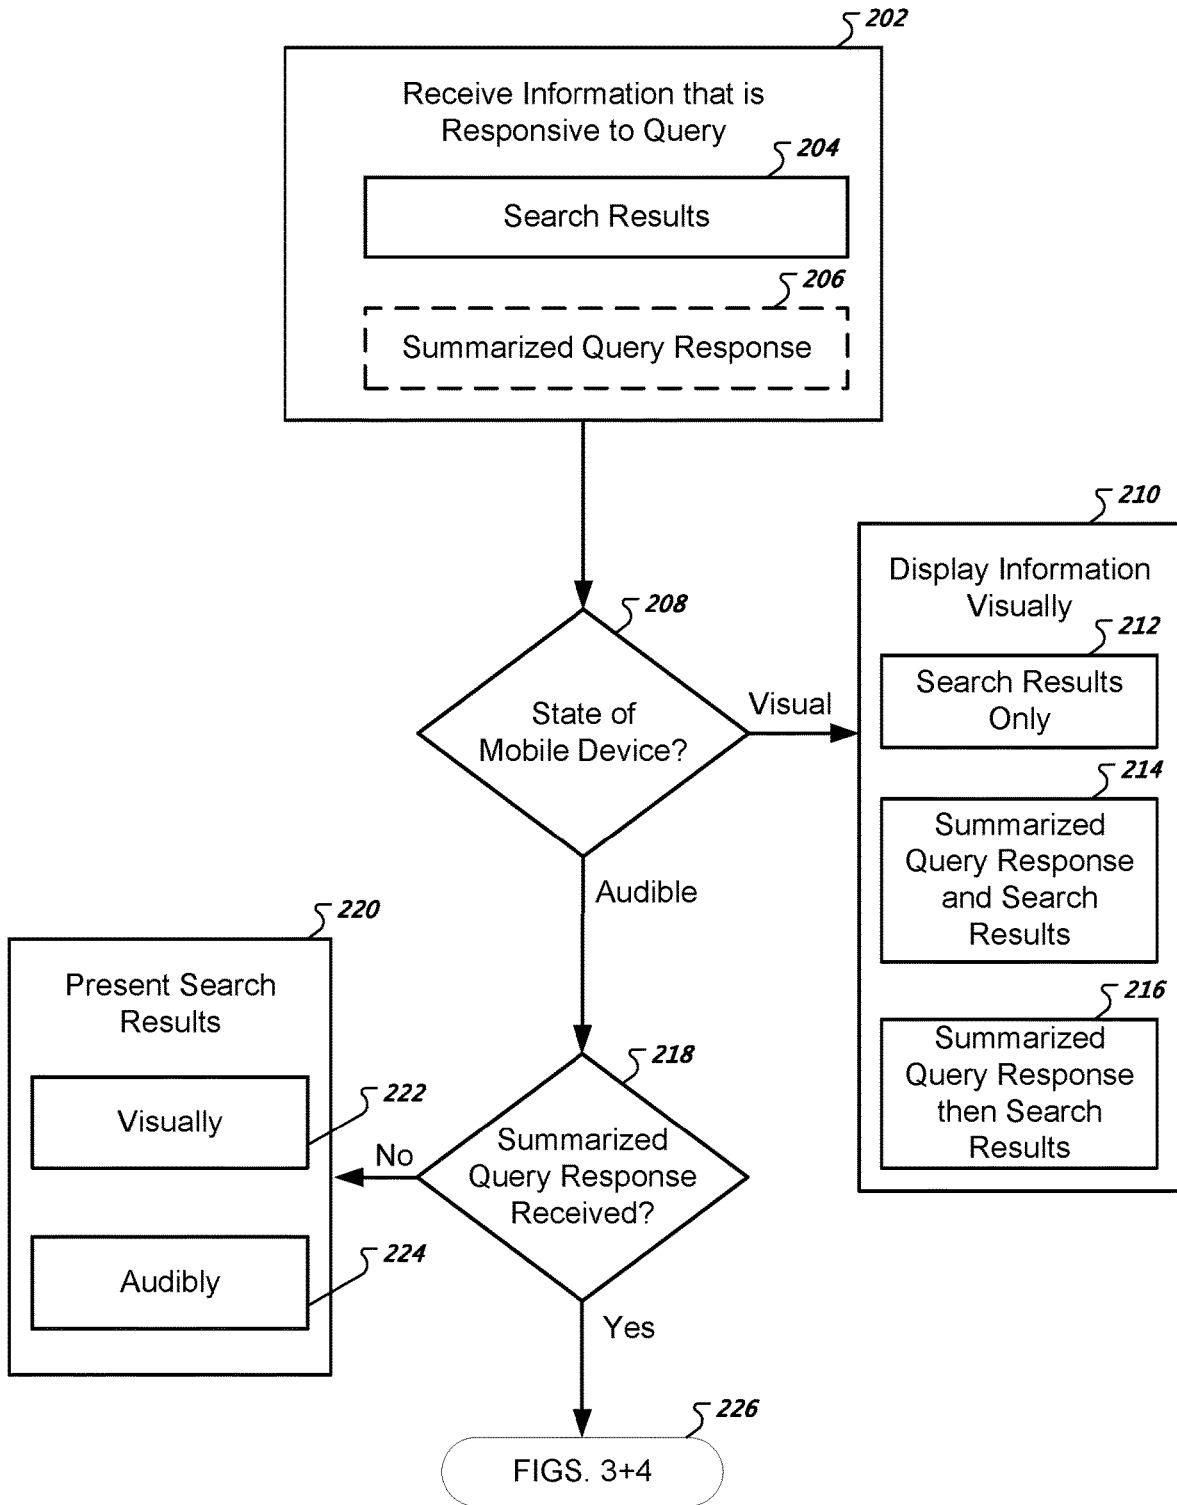 202
Receive Information that is
Responsive to Query
204
Search Results
206
Summarized Query Response
208
State of
Mobile Device?
Visual
Audible
210
Display Information
Visually
212
Search Results
Only
214
Summarized
Query Response
and Search
Results
216
Summarized
Query Response
then Search
Results
218
Summarized
Query Response
Received?
No
Yes
220
Present Search
Results
222
Visually
224
Audibly
226
FIGS. 3+4